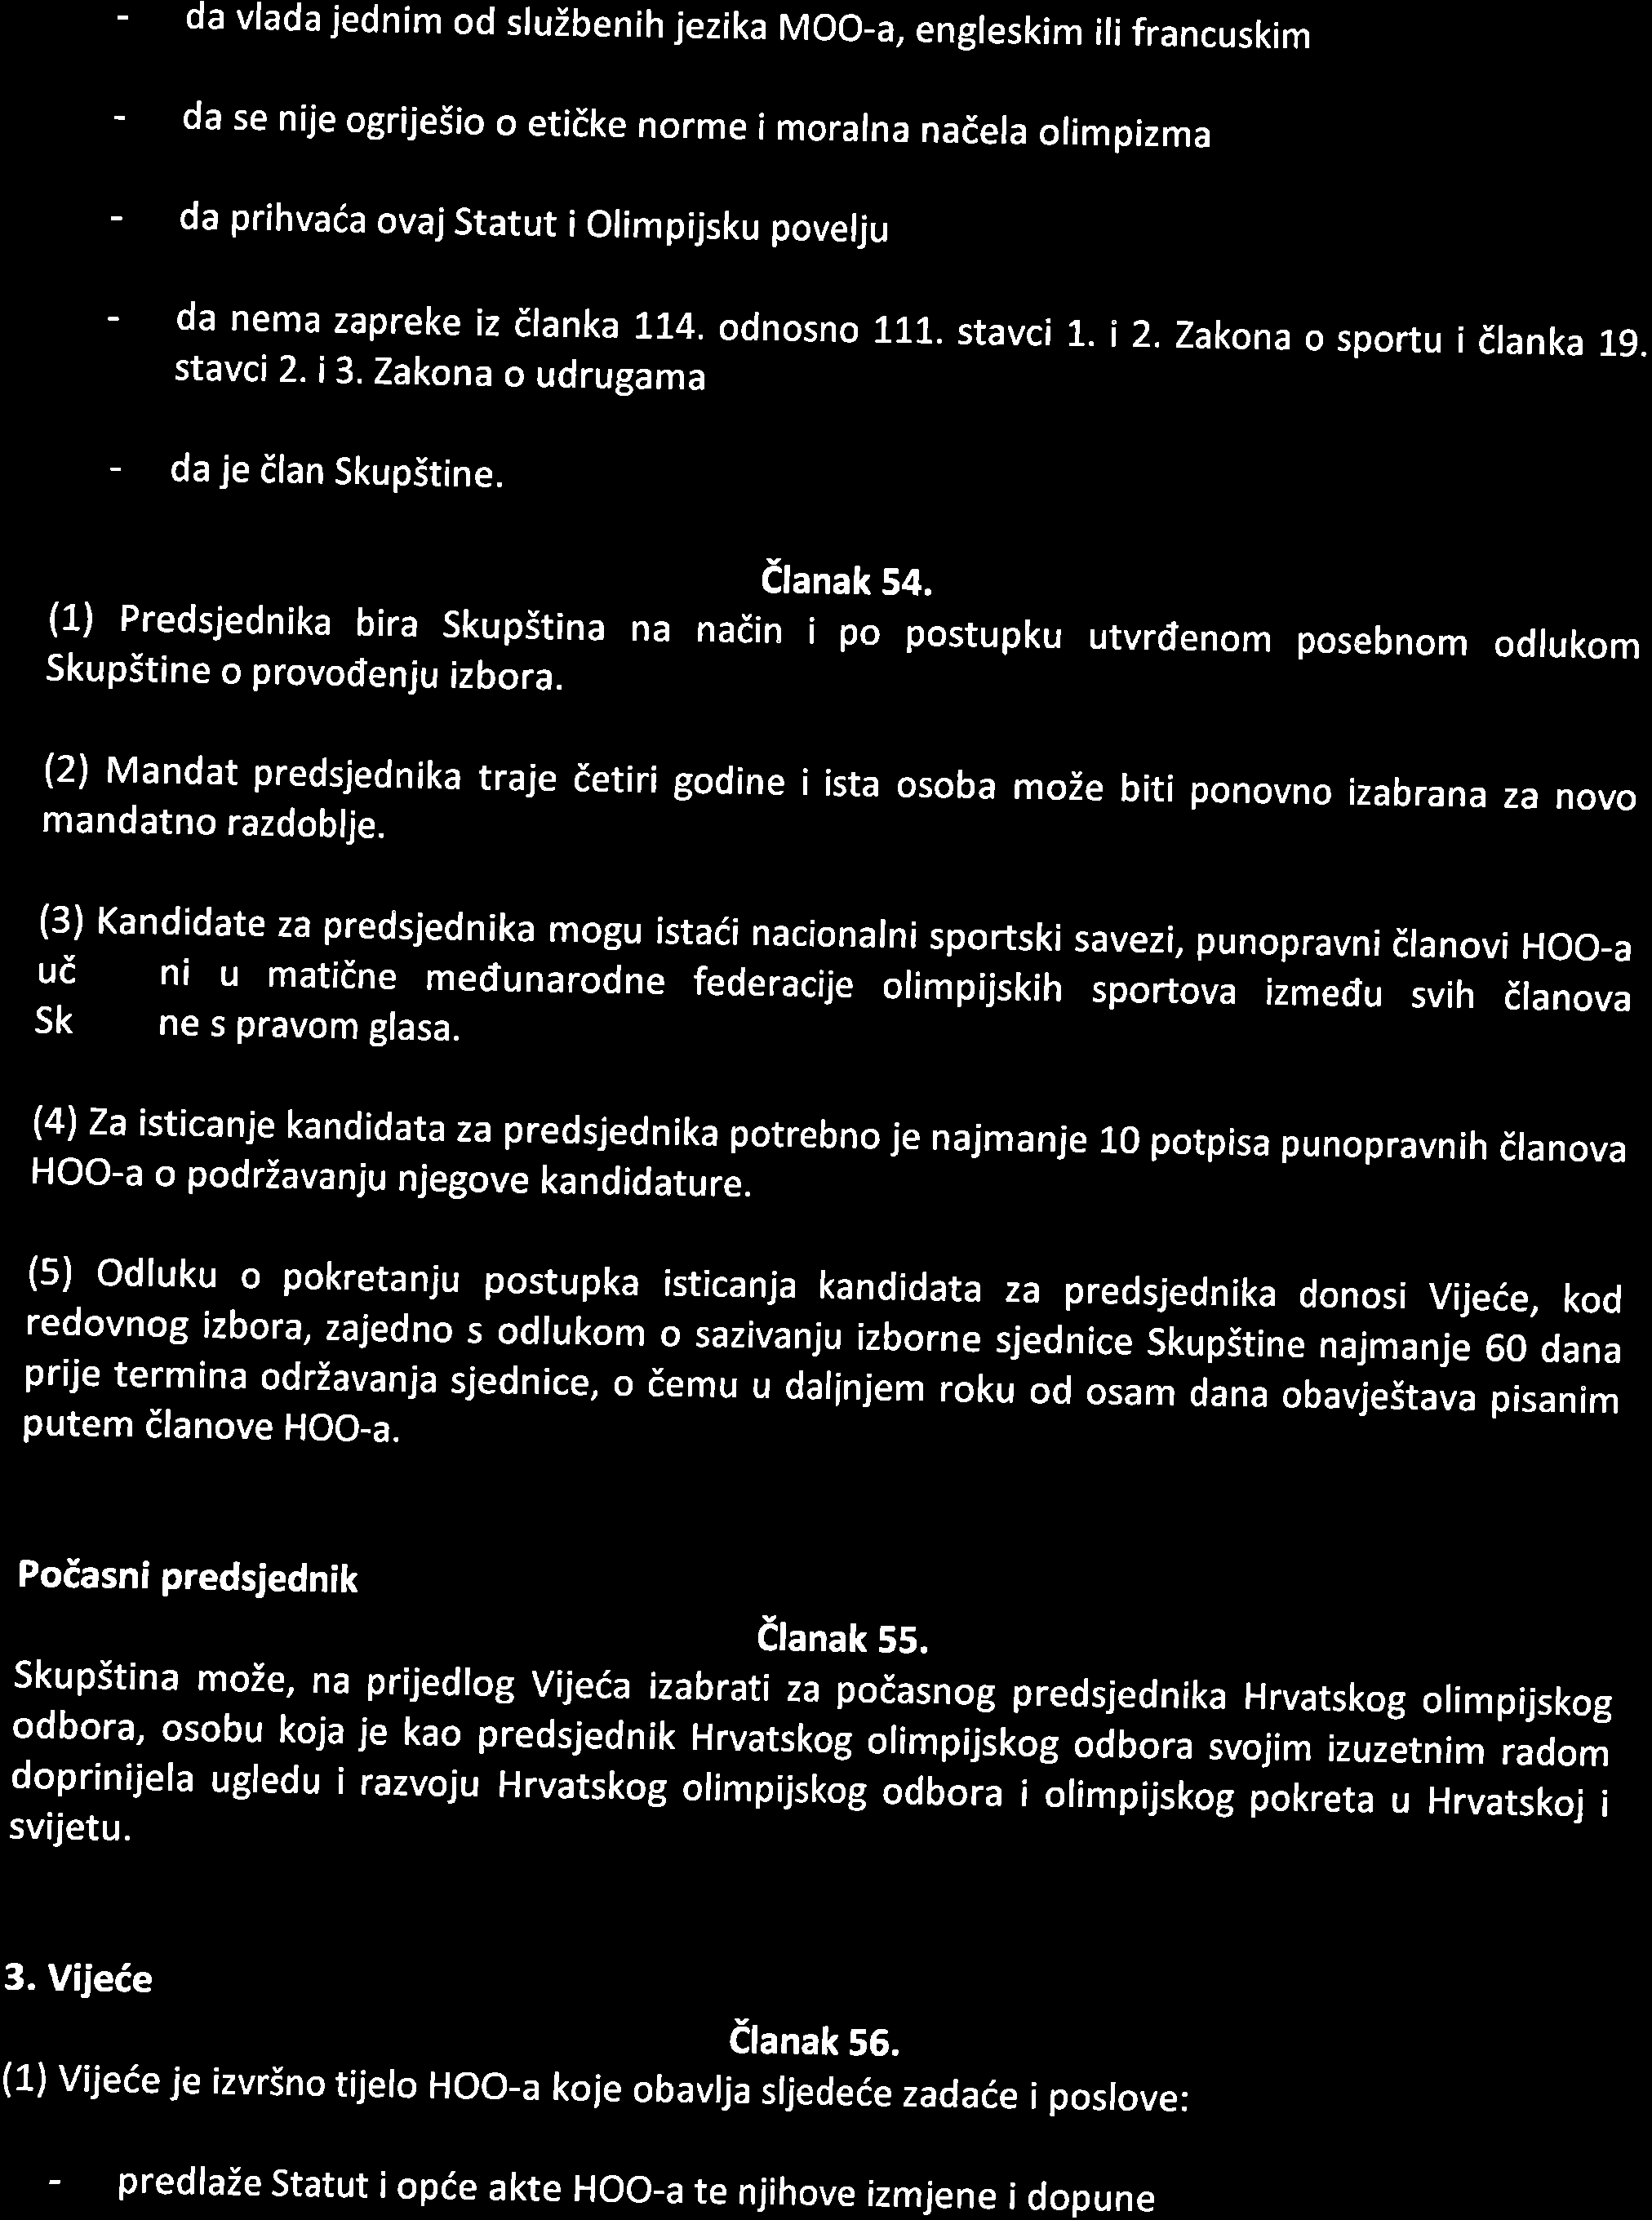 - da vlada jednim od službenih jezika MOO-a, engleskim ili francuskim
- da se nije ogriješio o etičke norme i moralna načela olimpizma
- da prihvaća ovaj Statut i Olimpijsku povelju
- da nema zapreke iz članka 114. odnosno 111. stavci 1. i 2. Zakona o sportu i članka 19.
stavci 2. i 3. Zakona o udrugama
- da je član Skupštine.
Članak 54.
(1) Predsjednika bira Skupština na način i po postupku utvrđenom posebnom odlukom
Skupštine o provođenju izbora.
(2) Mandat predsjednika traje četiri godine i ista osoba može biti ponovno izabrana za novo
mandatno razdoblje.
(3) Kandidate za predsjednika mogu istaći nacionalni sportski savezi, punopravni članovi HOO-a
uč ni u matične međunarodne federacije olimpijskih sportova između svih članova
Sk ne s pravom glasa.
(4) Za isticanje kandidata za predsjednika potrebno je najmanje 10 potpisa punopravnih članova
HOO-a o podržavanju njegove kandidature.
(5) Odluku o pokretanju postupka isticanja kandidata za predsjednika donosi Vijeće, kod
redovnog izbora, zajedno s odlukom o sazivanju izborne sjednice Skupštine najmanje 60 dana
prije termina održavanja sjednice, o čemu u daljnjem roku od osam dana obavještava pisanim
putem članove HOO-a.
Počasni predsjednik
Članak 55.
Skupština može, na prijedlog Vijeća izabrati za počasnog predsjednika Hrvatskog olimpijskog
odbora, osobu koja je kao predsjednik Hrvatskog olimpijskog odbora svojim izuzetnim radom
doprinijela ugledu i razvoju Hrvatskog olimpijskog odbora i olimpijskog pokreta u Hrvatskoj i
svijetu.
3. Vijeće
Članak 56.
(1) Vijeće je izvršno tijelo HOO-a koje obavlja sljedeće zadaće i poslove:
- predlaže Statut i opće akte HOO-a te njihove izmjene i dopune